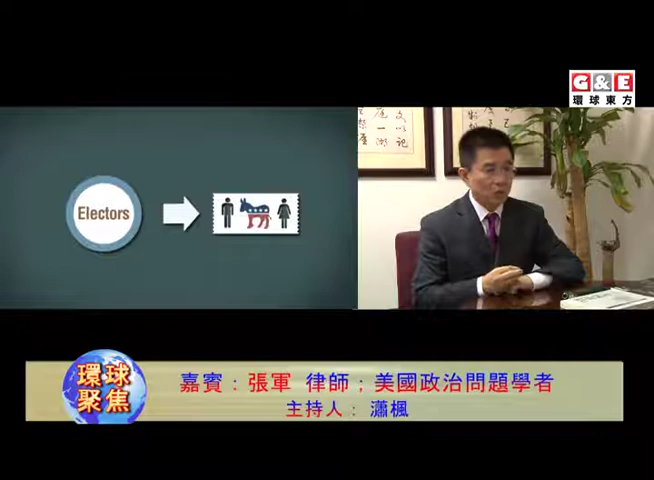 G&E
環球東方
Electors
環球
聚焦
嘉賓：張軍 律師；美國政治問題學者
主持人： 瀟楓